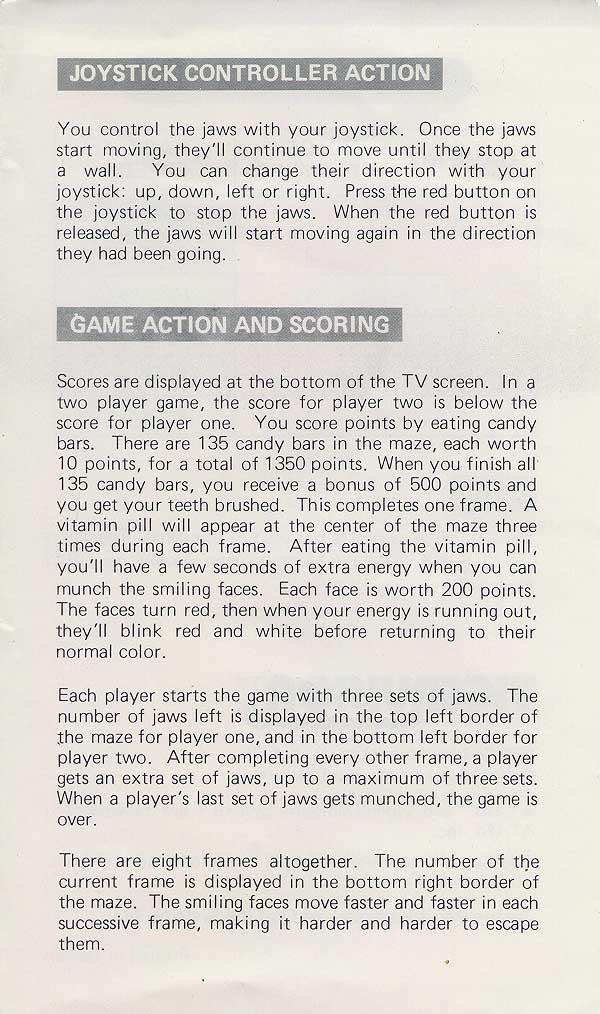 JOYSTICK CONTROLLER ACTION
You control the jaws with your joystick. Once the jaws
start moving, they'll continue to move until they stop at
a wall. You can change their direction with your
joystick: up, down, left or right. Press the red button on
the joystick to stop the jaws. When the red button is
released, the jaws will start moving again in the direction
they had been going.
GAME ACTION AND SCORING
Scores are displayed at the bottom of the TV screen. In a
two player game, the score for player two is below the
score for player one. You score points by eating candy
bars. There are 135 candy bars in the maze, each worth
10 points, for a total of 1350 points. When you finish all
135 candy bars, you receive a bonus of 500 points and
you get your teeth brushed. This completes one frame. A
vitamin pill will appear at the center of the maze three
times during each frame. After eating the vitamin pill,
you'll have a few seconds of extra energy when you can
munch the smiling faces. Each face is worth 200 points.
The faces turn red, then when your energy is running out,
they'll blink red and white before returning to their
normal color.
Each player starts the game with three sets of jaws. The
number of jaws left is displayed in the top left border of
the maze for player one, and in the bottom left border for
player two. After completing every other frame, a player
gets an extra set of jaws, up to a maximum of three sets.
When a player's last set of jaws gets munched, the game is
over.
There are eight frames altogether. The number of the
current frame is displayed in the bottom right border of
the maze. The smiling faces move faster and faster in each
successive frame, making it harder and harder to escape
them.